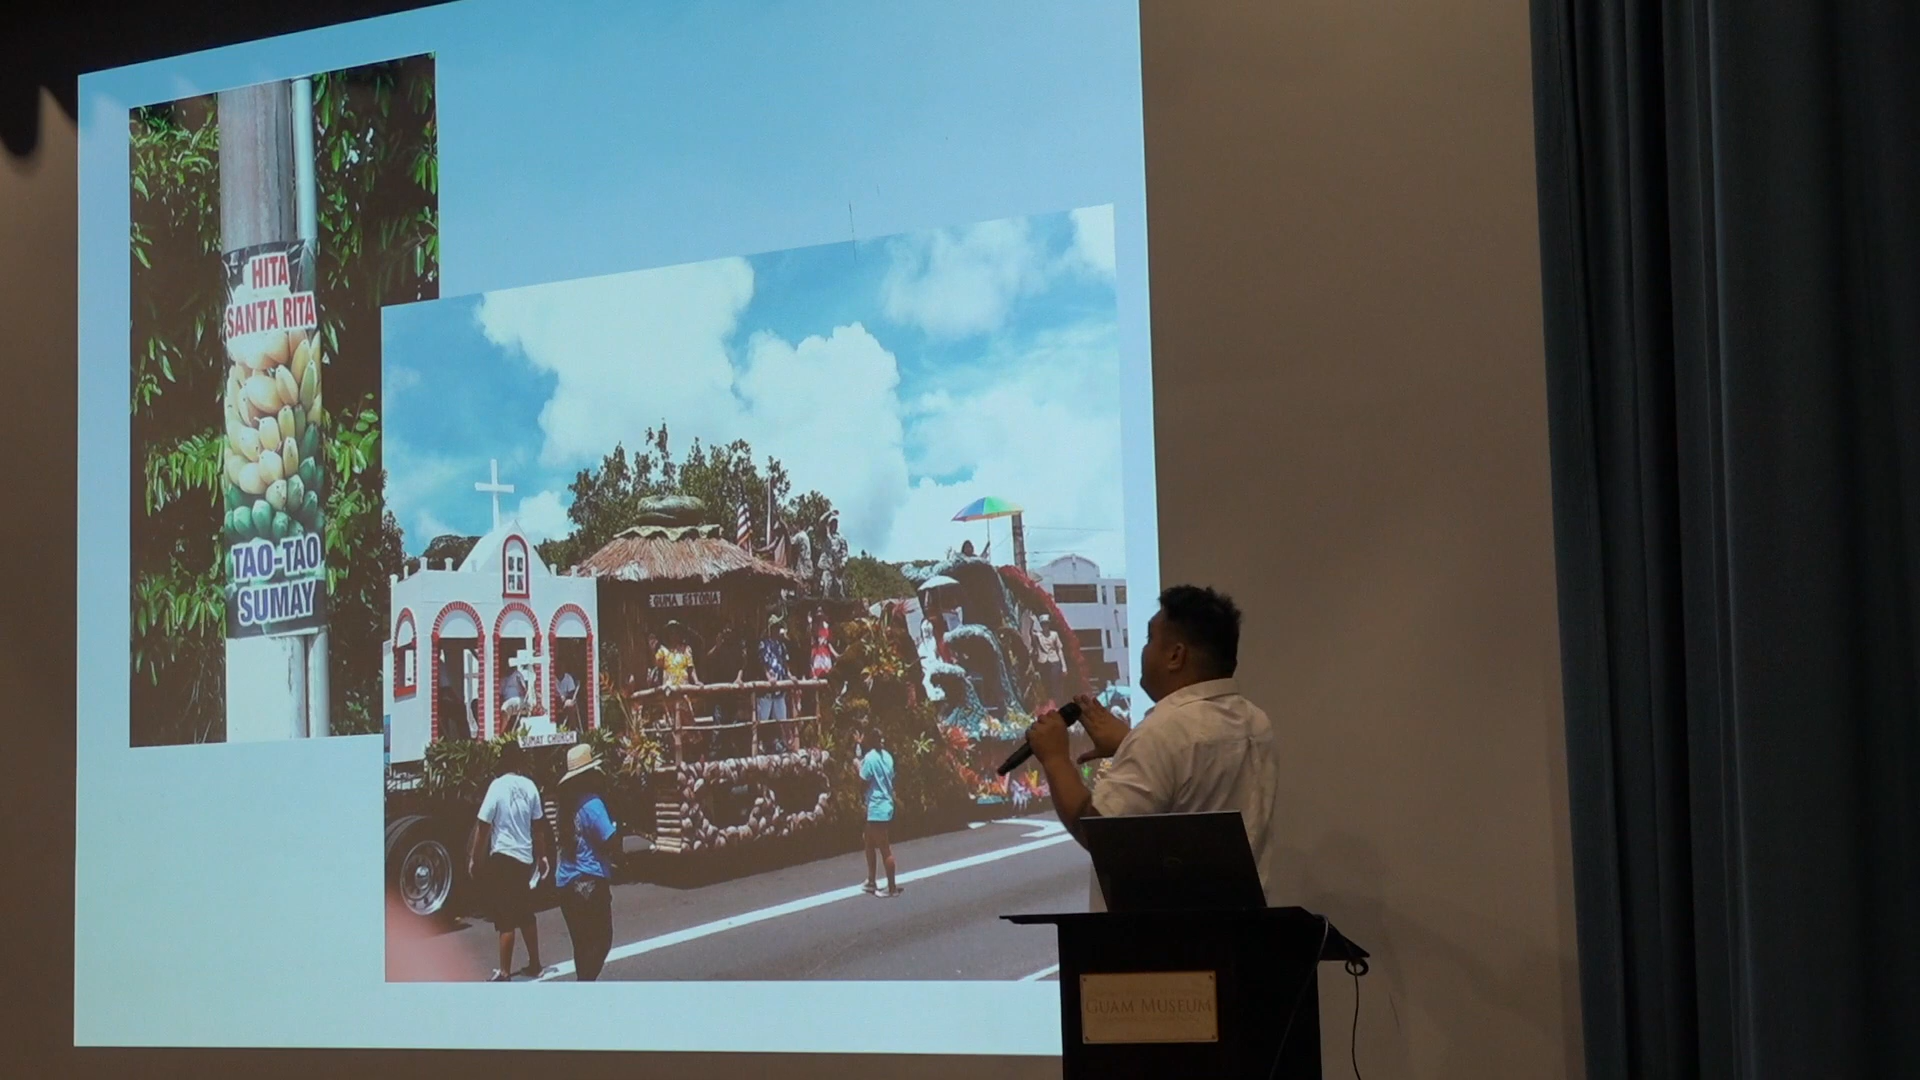 HITA
SANTA RITA
TAO-TAO
SUMAY
GUMA ESTORIA
SUMAY CHURCH
GUAM MUSEUM